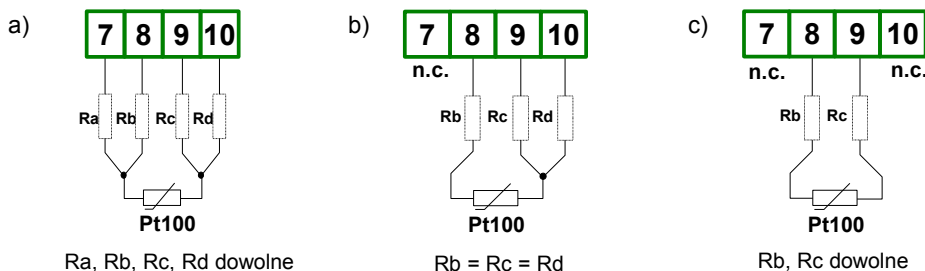 a)
7 8 9 10
Ra Rb Rc Rd
Pt100
Ra, Rb, Rc, Rd dowolne
b)
7 8 9 10
n.c.
Rb Rc Rd
Pt100
Rb = Rc = Rd
c)
7 8 9 10
n.c. n.c.
Rb Rc
Pt100
Rb, Rc dowolne